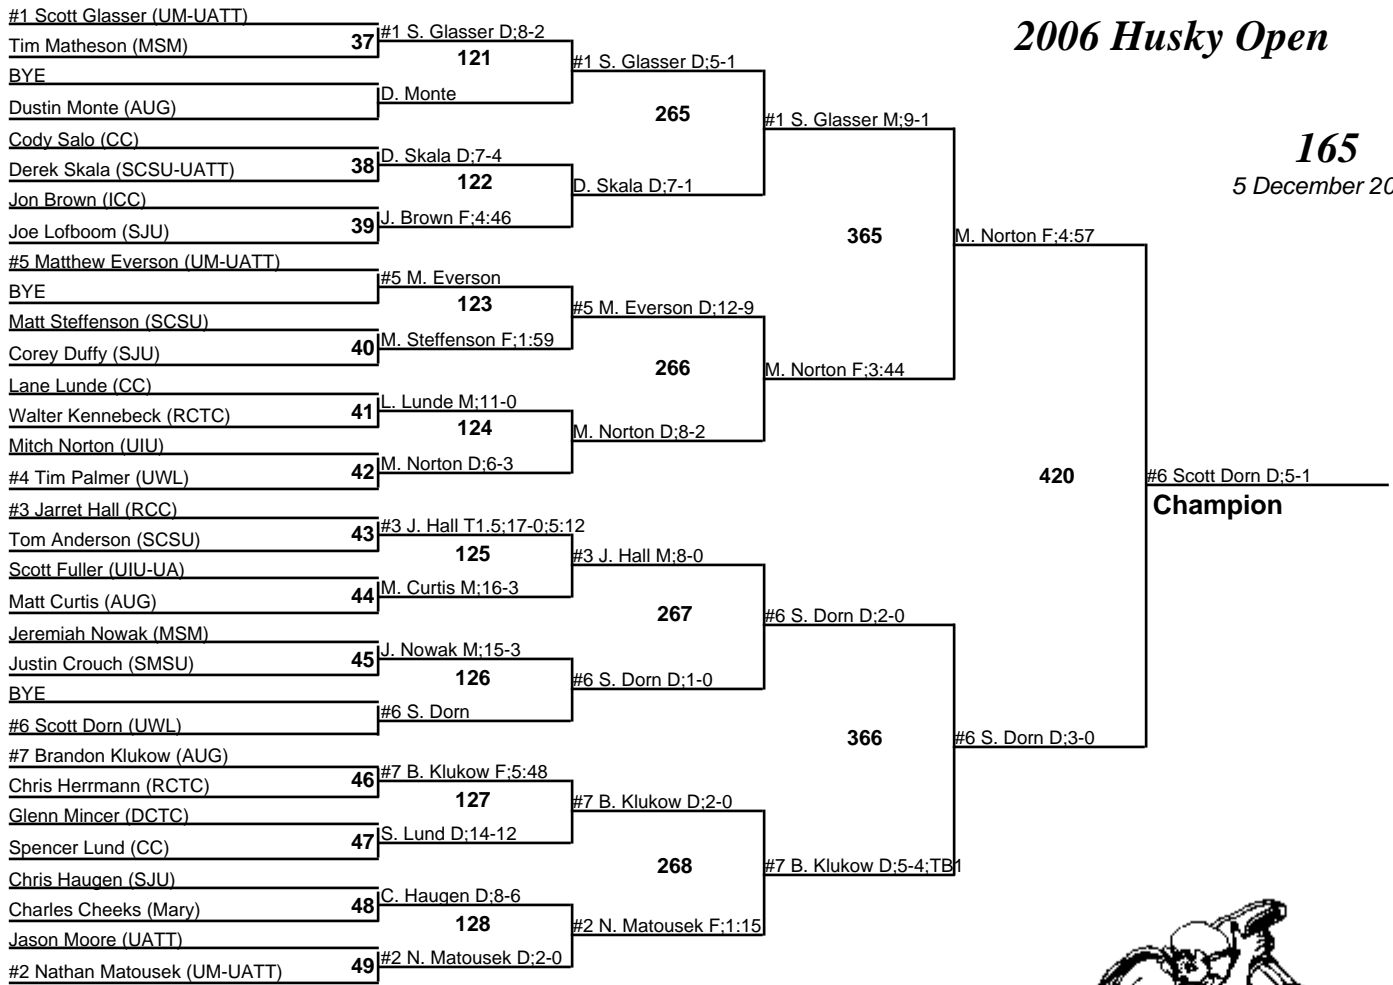 2006 Husky Open
165
5 December 20
#1 Scott Glasser (UM-UATT)
Tim Matheson (MSM)
BYE
Dustin Monte (AUG)
Cody Salo (CC)
Derek Skala (SCSU-UATT)
Jon Brown (ICC)
Joe Lofboom (SJU)
#5 Matthew Everson (UM-UATT)
BYE
Matt Steffenson (SCSU)
Corey Duffy (SJU)
Lane Lunde (CC)
Walter Kennebeck (RCTC)
Mitch Norton (UIU)
#4 Tim Palmer (UWL)
#3 Jarret Hall (RCC)
Tom Anderson (SCSU)
Scott Fuller (UIU-UA)
Matt Curtis (AUG)
Jeremiah Nowak (MSM)
Justin Crouch (SMSU)
BYE
#6 Scott Dorn (UWL)
#7 Brandon Klukow (AUG)
Chris Herrmann (RCTC)
Glenn Mincer (DCTC)
Spencer Lund (CC)
Chris Haugen (SJU)
Charles Cheeks (Mary)
Jason Moore (UATT)
#2 Nathan Matousek (UM-UATT)
37
38
39
40
41
42
43
44
45
46
47
48
49
#1 S. Glasser D;8-2
D. Monte
D. Skala D;7-4
J. Brown F;4:46
#5 M. Everson
M. Steffenson F;1:59
L. Lunde M;11-0
M. Norton D;6-3
#3 J. Hall T1.5;17-0;5:12
M. Curtis M;16-3
J. Nowak M;15-3
#6 S. Dorn
#7 B. Klukow F;5:48
S. Lund D;14-12
C. Haugen D;8-6
#2 N. Matousek D;2-0
121
122
123
124
125
126
127
128
#1 S. Glasser D;5-1
D. Skala D;7-1
#5 M. Everson D;12-9
M. Norton D;8-2
#3 J. Hall M;8-0
#6 S. Dorn D;1-0
#7 B. Klukow D;2-0
#2 N. Matousek F;1:15
265
266
267
268
#1 S. Glasser M;9-1
M. Norton F;3:44
#6 S. Dorn D;2-0
#7 B. Klukow D;5-4;TB1
365
366
M. Norton F;4:57
#6 S. Dorn D;3-0
420
#6 Scott Dorn D;5-1
Champion